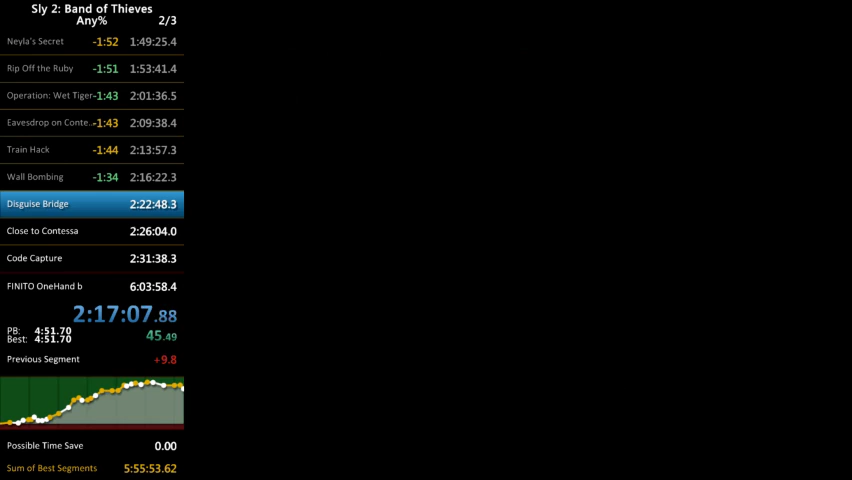 Sly 2: Band of Thieves
Any% 2/3
Neyla's Secret -1:52 1:49:25.4
Rip Off the Ruby -1:51 1:53:41.4
Operation: Wet Tiger -1:43 2:01:36.5
Eavesdrop on Conte... -1:43 2:09:38.4
Train Hack -1:44 2:13:57.3
Wall Bombing -1:34 2:16:22.3
Disguise Bridge 2:22:48.3
Close to Contessa 2:26:04.0
Code Capture 2:31:38.3
FINITO OneHand b 6:03:58.4
2:17:07.88
PB: 4:51.70
Best: 4:51.70 45.49
Previous Segment +9.8
Possible Time Save 0.00
Sum of Best Segments 5:55:53.62